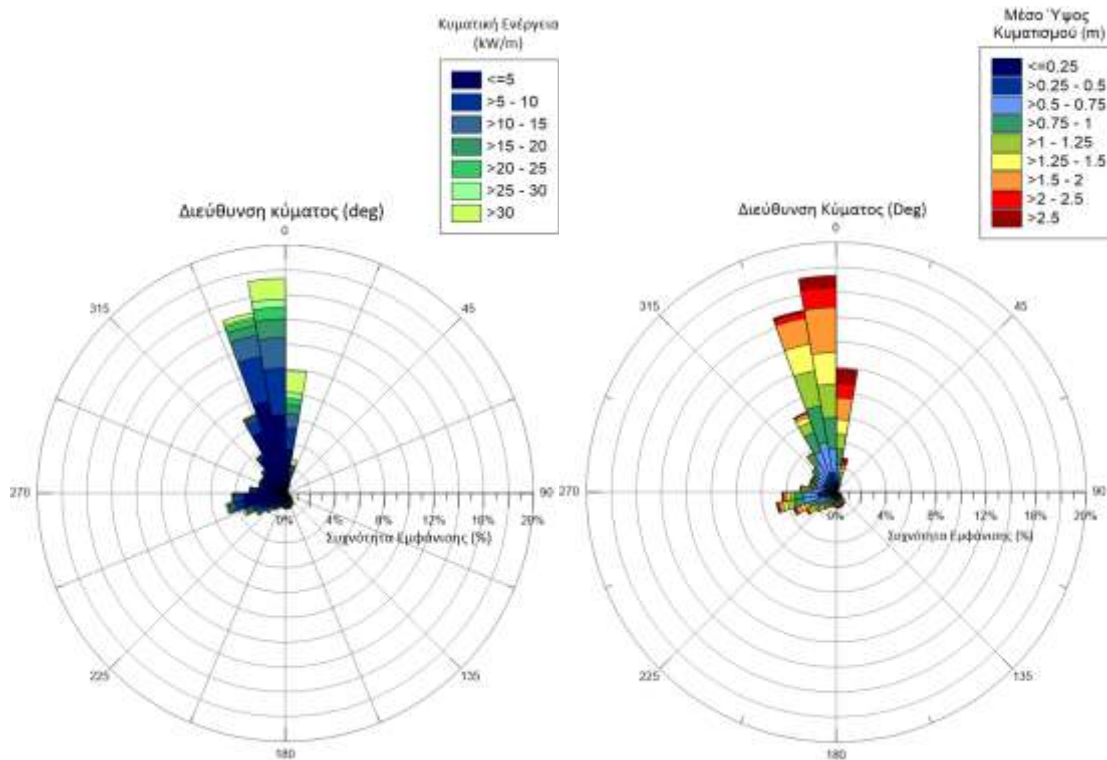 Κυματική Ενέργεια
(kW/m)
<=5
>5 - 10
>10 - 15
>15 - 20
>20 - 25
>25 - 30
>30
Διεύθυνση κύματος (deg)
0
45
90
135
180
225
270
315
0%
4%
8%
12%
16%
20%
Συχνότητα Εμφάνισης (%)
Μέσο Ύψος
Κυματισμού (m)
<=0.25
>0.25 - 0.5
>0.5 - 0.75
>0.75 - 1
>1 - 1.25
>1.25 - 1.5
>1.5 - 2
>2 - 2.5
>2.5
Διεύθυνση Κύματος (Deg)
0
45
90
135
180
225
270
315
0%
4%
8%
12%
16%
20%
Συχνότητα Εμφάνισης (%)